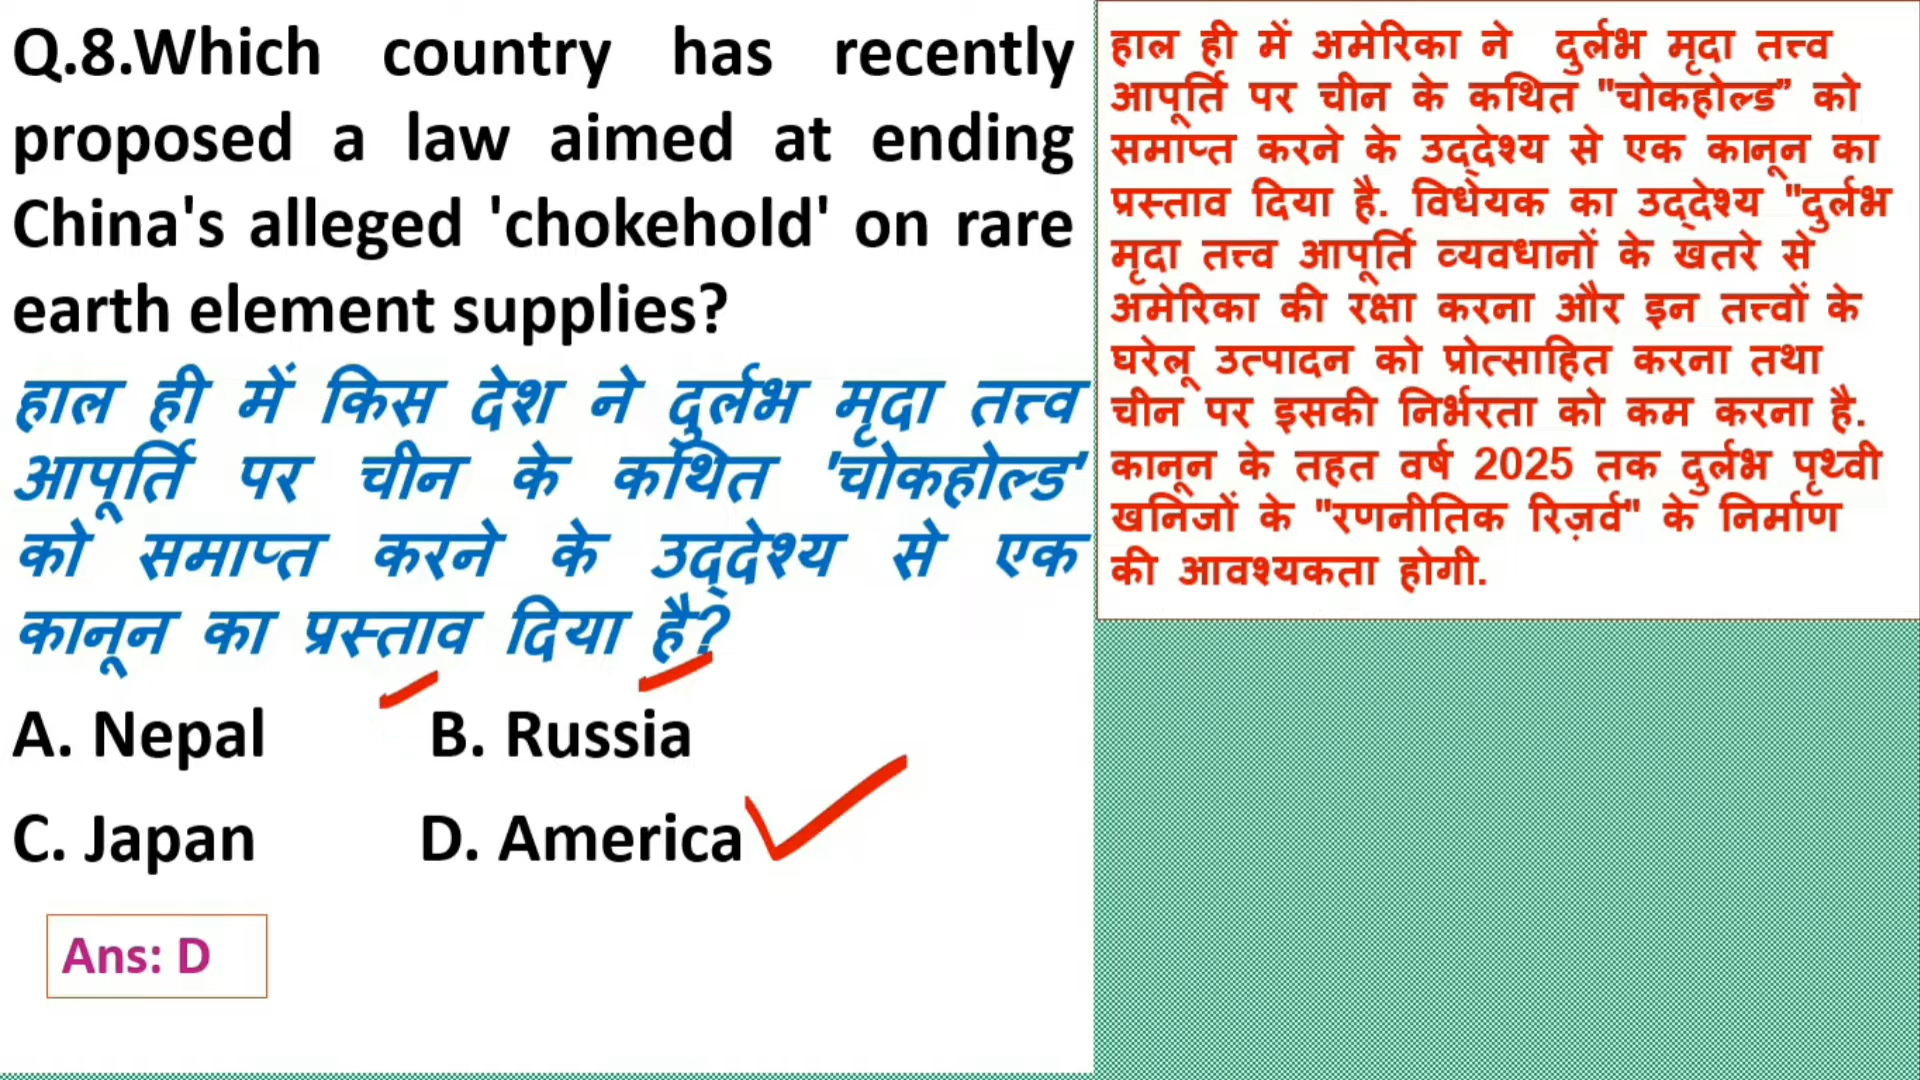 Q.8.Which country has recently
proposed a law aimed at ending
China's alleged 'chokehold' on rare
earth element supplies?
हाल ही में किस देश ने दुर्लभ मृदा तत्त्व
आपूर्ति पर चीन के कथित 'चोकहोल्ड'
को समाप्त करने के उद्देश्य से एक
कानून का प्रस्ताव दिया है?
A. Nepal B. Russia
C. Japan D. America
Ans: D
हाल ही में अमेरिका ने दुर्लभ मृदा तत्त्व
आपूर्ति पर चीन के कथित "चोकहोल्ड” को
समाप्त करने के उद्देश्य से एक कानून का
प्रस्ताव दिया है. विधेयक का उद्देश्य "दुर्लभ
मृदा तत्त्व आपूर्ति व्यवधानों के खतरे से
अमेरिका की रक्षा करना और इन तत्त्वों के
घरेलू उत्पादन को प्रोत्साहित करना तथा
चीन पर इसकी निर्भरता को कम करना है.
कानून के तहत वर्ष 2025 तक दुर्लभ पृथ्वी
खनिजों के "रणनीतिक रिज़र्व" के निर्माण
की आवश्यकता होगी.